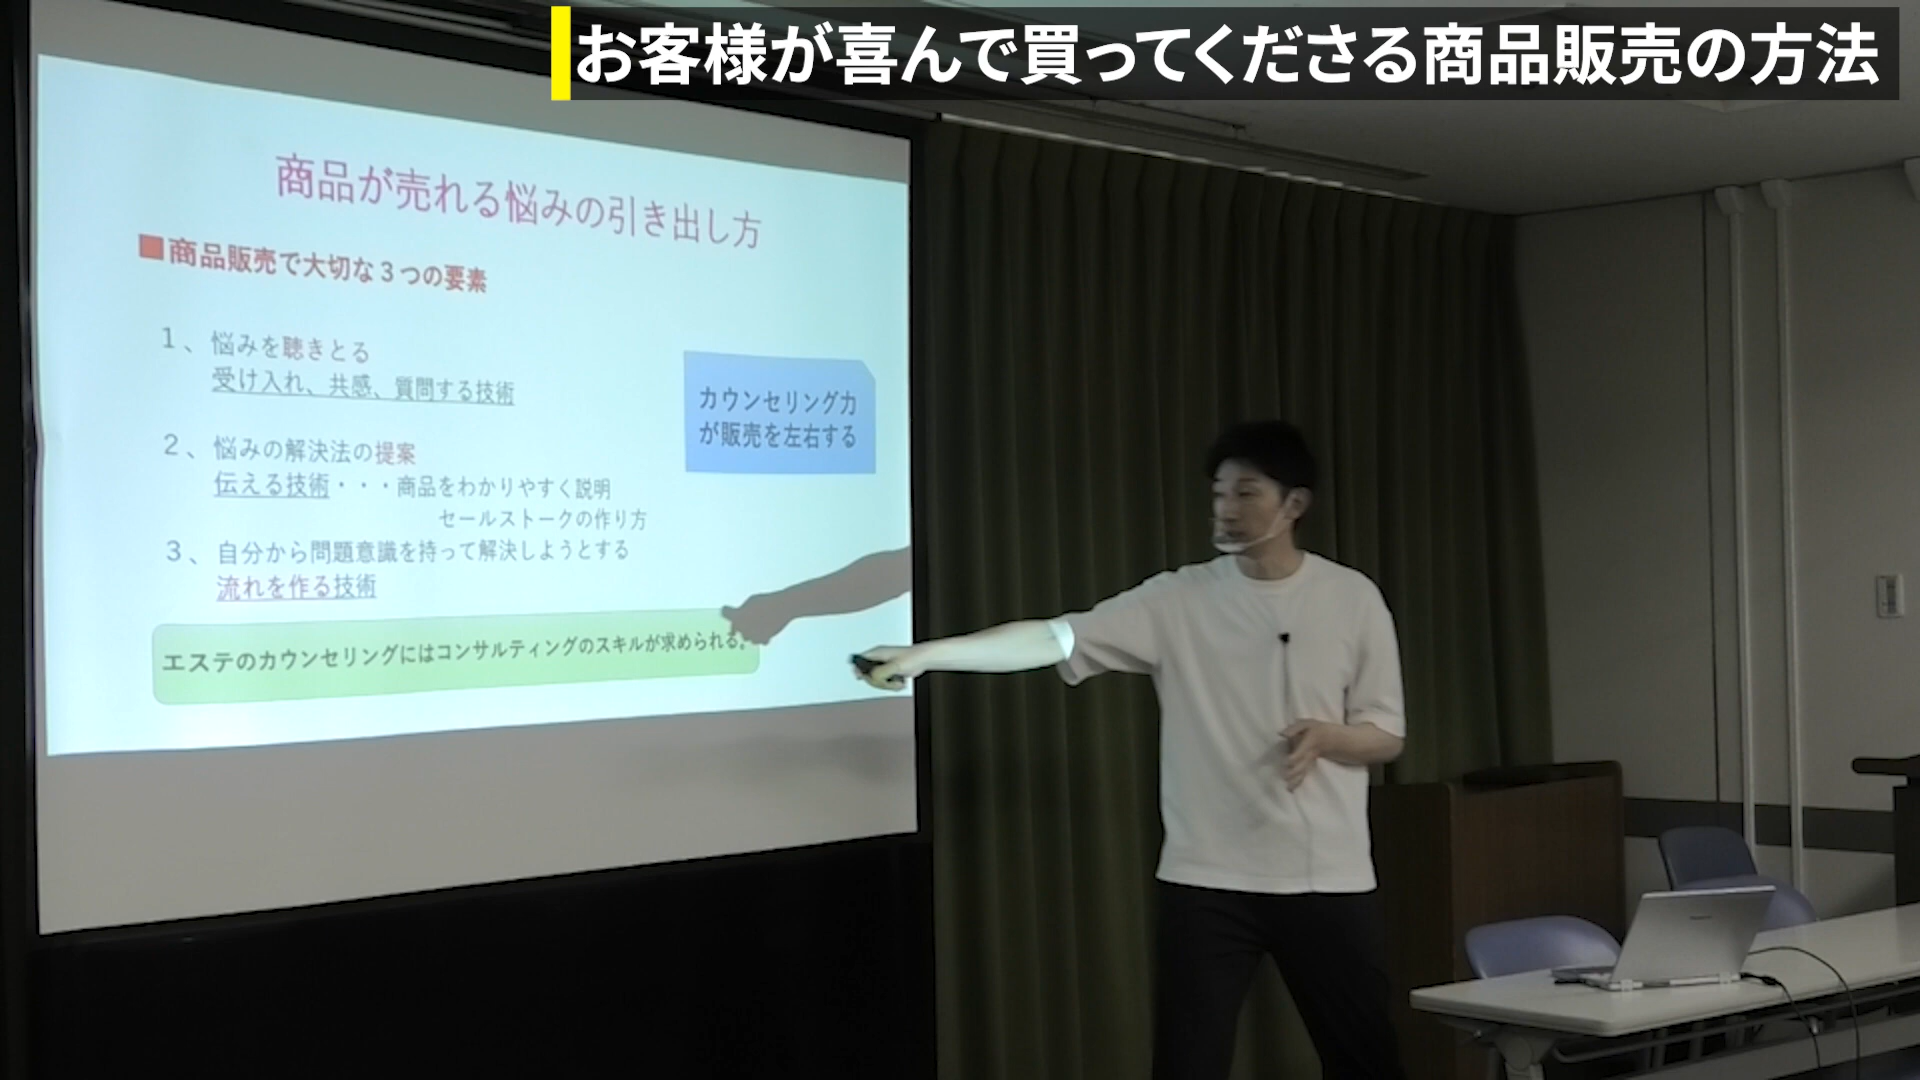 お客様が喜んで買ってくださる商品販売の方法
商品が売れる悩みの引き出し方
■商品販売で大切な３つの要素
１、悩みを聴きとる
受け入れ、共感、質問する技術
カウンセリング力
が販売を左右する
２、悩みの解決法の提案
伝える技術・・・商品をわかりやすく説明
セールストークの作り方
３、自分から問題意識を持って解決しようとする
流れを作る技術
エステのカウンセリングにはコンサルティングのスキルが求められる。